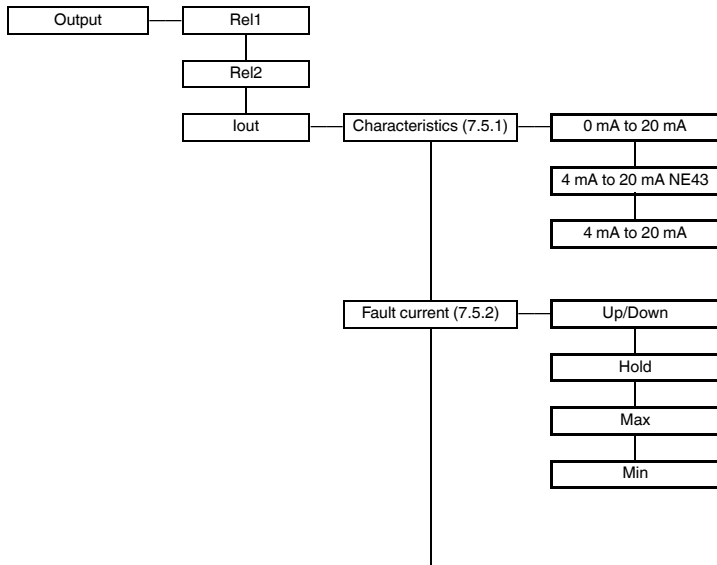 Output
Rel1
Rel2
Iout
Characteristics (7.5.1)
0 mA to 20 mA
4 mA to 20 mA NE43
4 mA to 20 mA
Fault current (7.5.2)
Up/Down
Hold
Max
Min